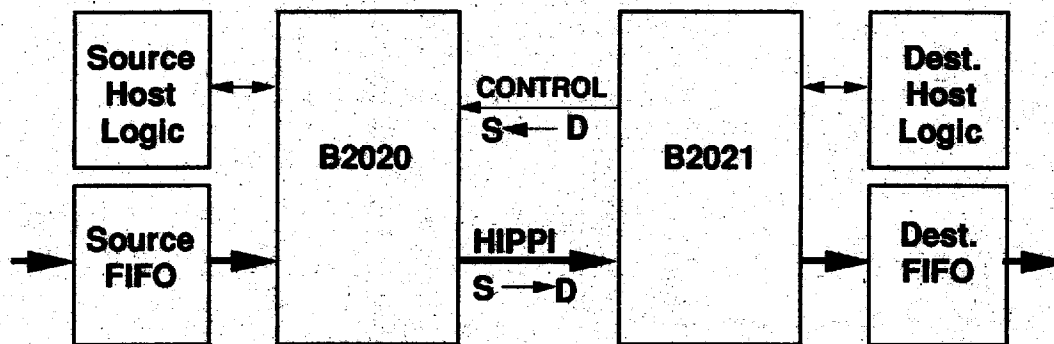 Source
Host
Logic
B2020
CONTROL
S D
B2021
Dest.
Host
Logic
Source
FIFO
HIPPI
S D
Dest.
FIFO